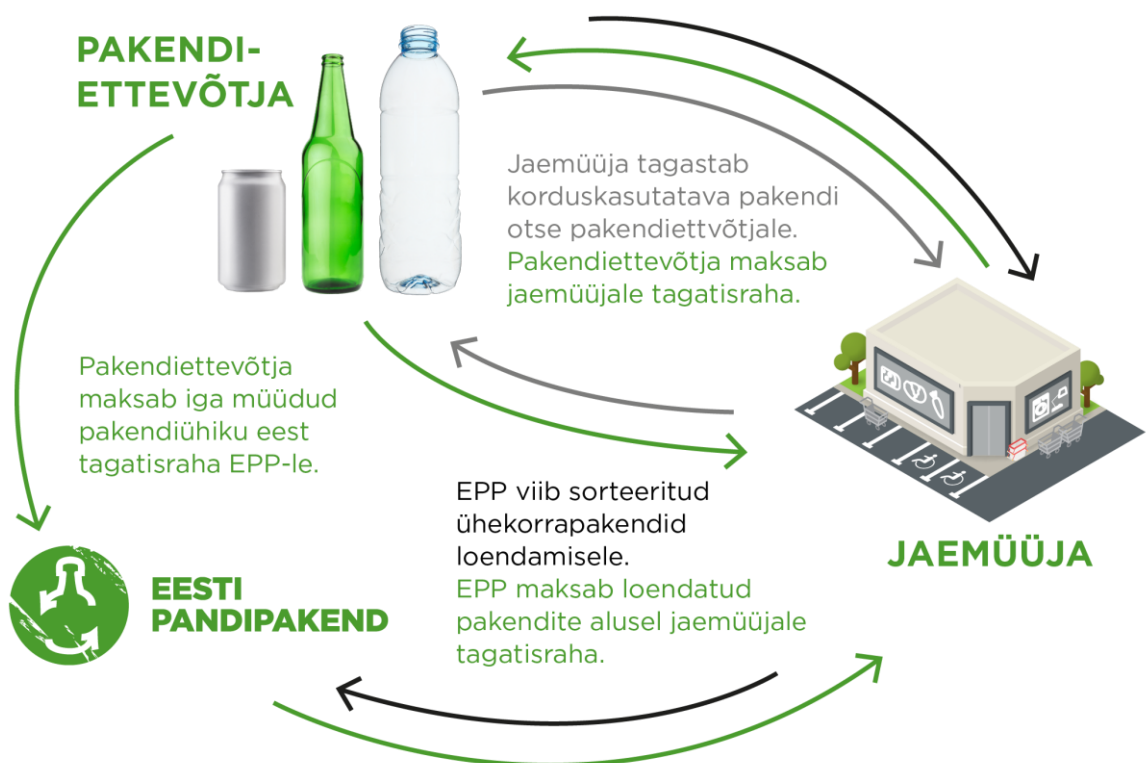 PAKENDI-
ETTEVÕTJA
Jaemüüja tagastab
korduskasutatava pakendi
otse pakendiettvõtjale.
Pakendiettevõtja maksab
jaemüüjale tagatisraha.
Pakendiettevõtja
maksab iga müüdud
pakendiühiku eest
tagatisraha EPP-le.
EPP viib sorteeritud
ühekorrapakendid
loendamisele.
EPP maksab loendatud
pakendite alusel jaemüüjale
tagatisraha.
JAEMÜÜJA
EESTI
PANDIPAKEND